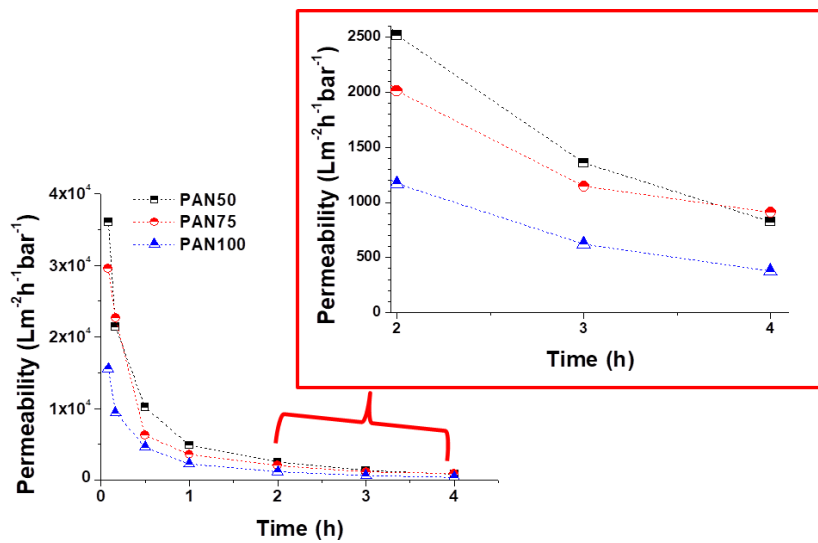 Permeability (Lm⁻²h⁻¹bar⁻¹)
2500
2000
1500
1000
500
0
2
3
4
Time (h)
Permeability (Lm⁻²h⁻¹bar⁻¹)
4x10⁴
3x10⁴
2x10⁴
1x10⁴
0
PAN50
PAN75
PAN100
0
1
2
3
4
Time (h)